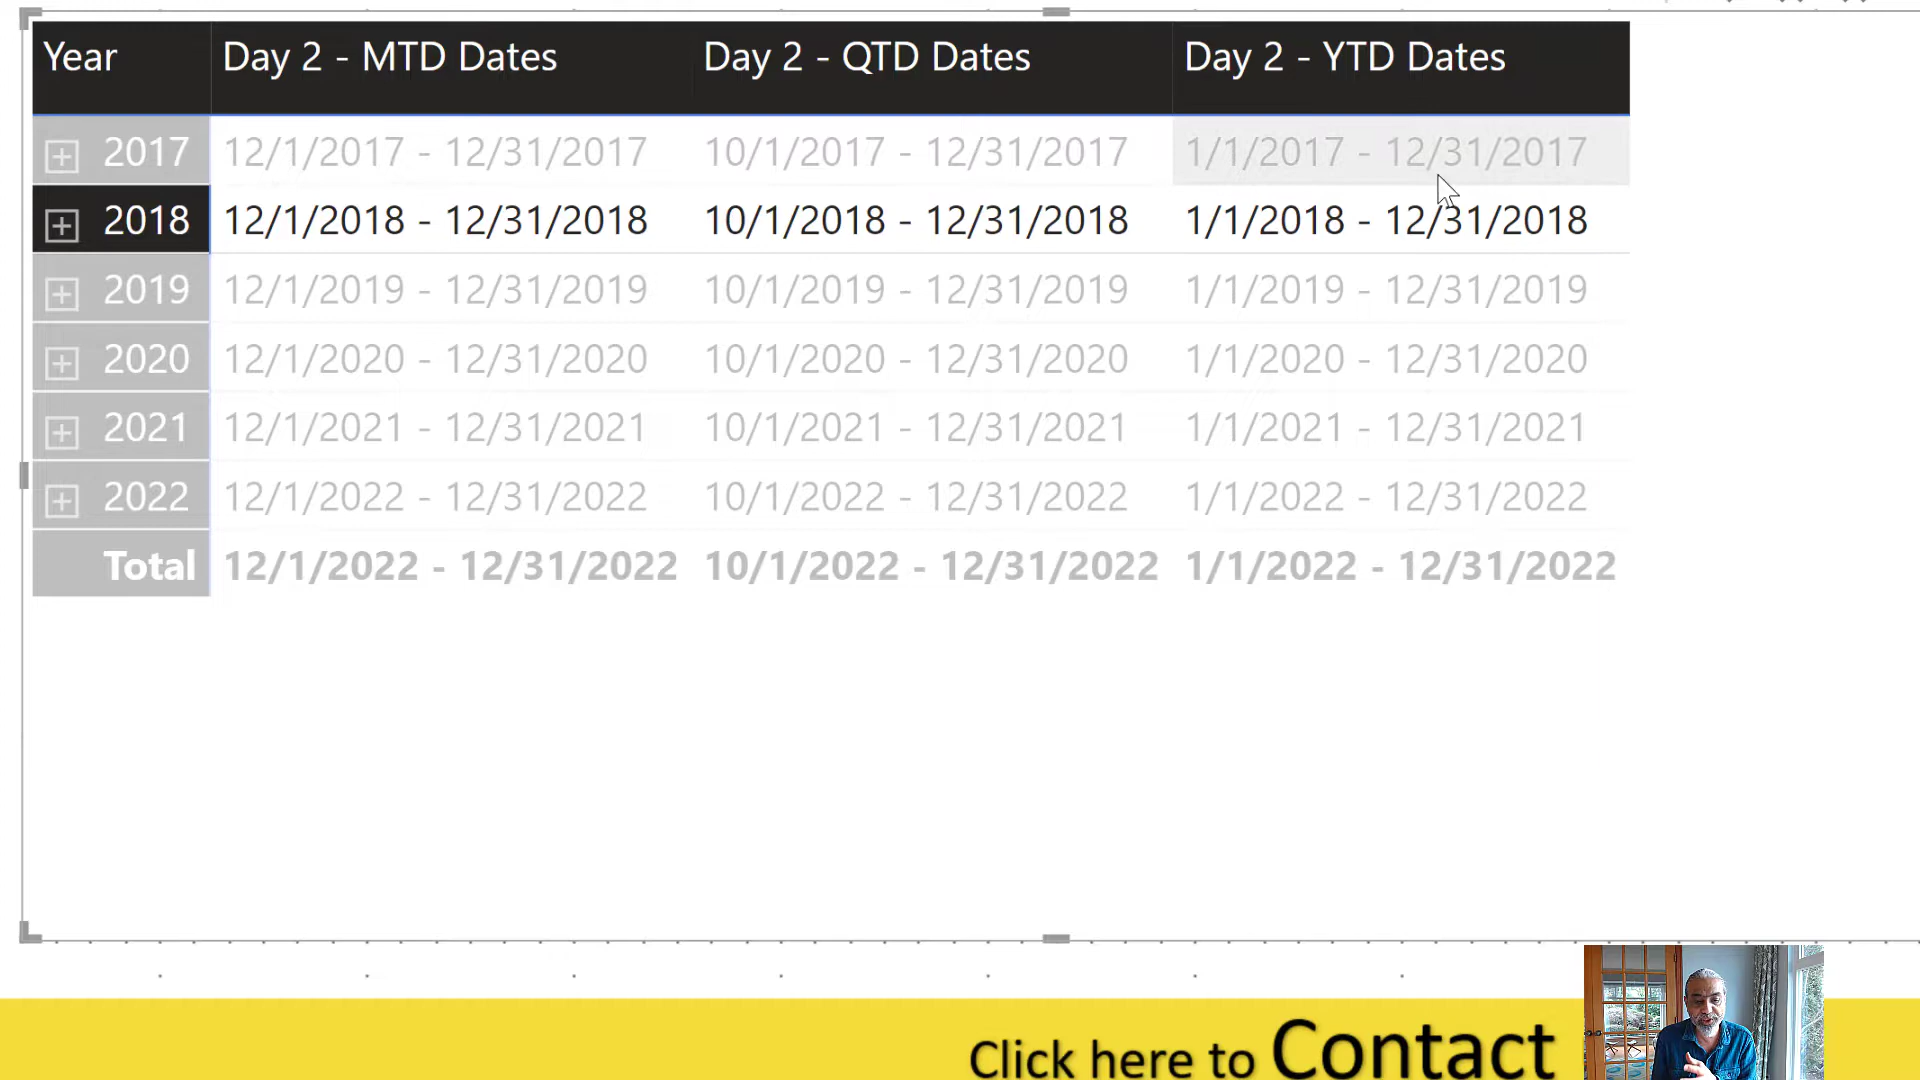 Year Day 2 - MTD Dates Day 2 - QTD Dates Day 2 - YTD Dates
2017 12/1/2017 - 12/31/2017 10/1/2017 - 12/31/2017 1/1/2017 - 12/31/2017
2018 12/1/2018 - 12/31/2018 10/1/2018 - 12/31/2018 1/1/2018 - 12/31/2018
2019 12/1/2019 - 12/31/2019 10/1/2019 - 12/31/2019 1/1/2019 - 12/31/2019
2020 12/1/2020 - 12/31/2020 10/1/2020 - 12/31/2020 1/1/2020 - 12/31/2020
2021 12/1/2021 - 12/31/2021 10/1/2021 - 12/31/2021 1/1/2021 - 12/31/2021
2022 12/1/2022 - 12/31/2022 10/1/2022 - 12/31/2022 1/1/2022 - 12/31/2022
Total 12/1/2022 - 12/31/2022 10/1/2022 - 12/31/2022 1/1/2022 - 12/31/2022
Click here to Contact